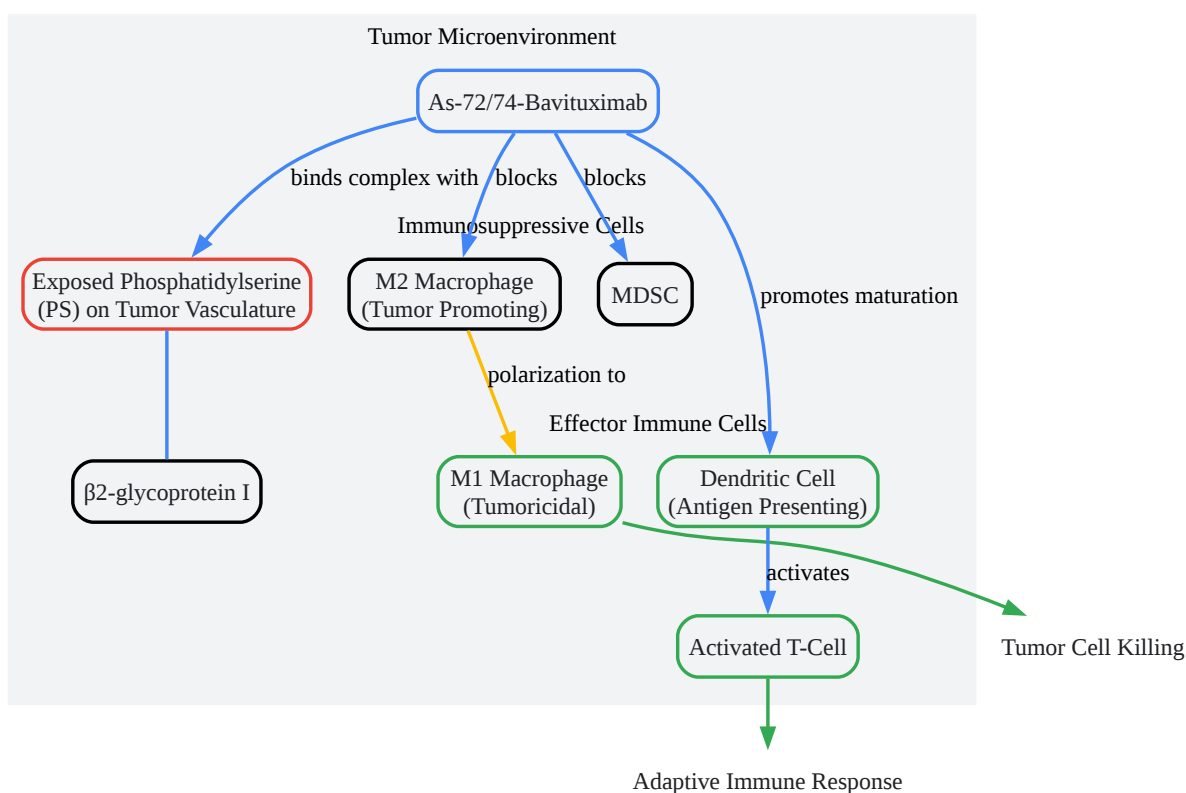 Tumor Microenvironment
As-72/74-Bavituximab
binds complex with
blocks
blocks
Immunosuppressive Cells
Exposed Phosphatidylserine
(PS) on Tumor Vasculature
M2 Macrophage
(Tumor Promoting)
MDSC
promotes maturation
polarization to
Effector Immune Cells
β2-glycoprotein I
M1 Macrophage
(Tumoricidal)
Dendritic Cell
(Antigen Presenting)
activates
Activated T-Cell
Tumor Cell Killing
Adaptive Immune Response